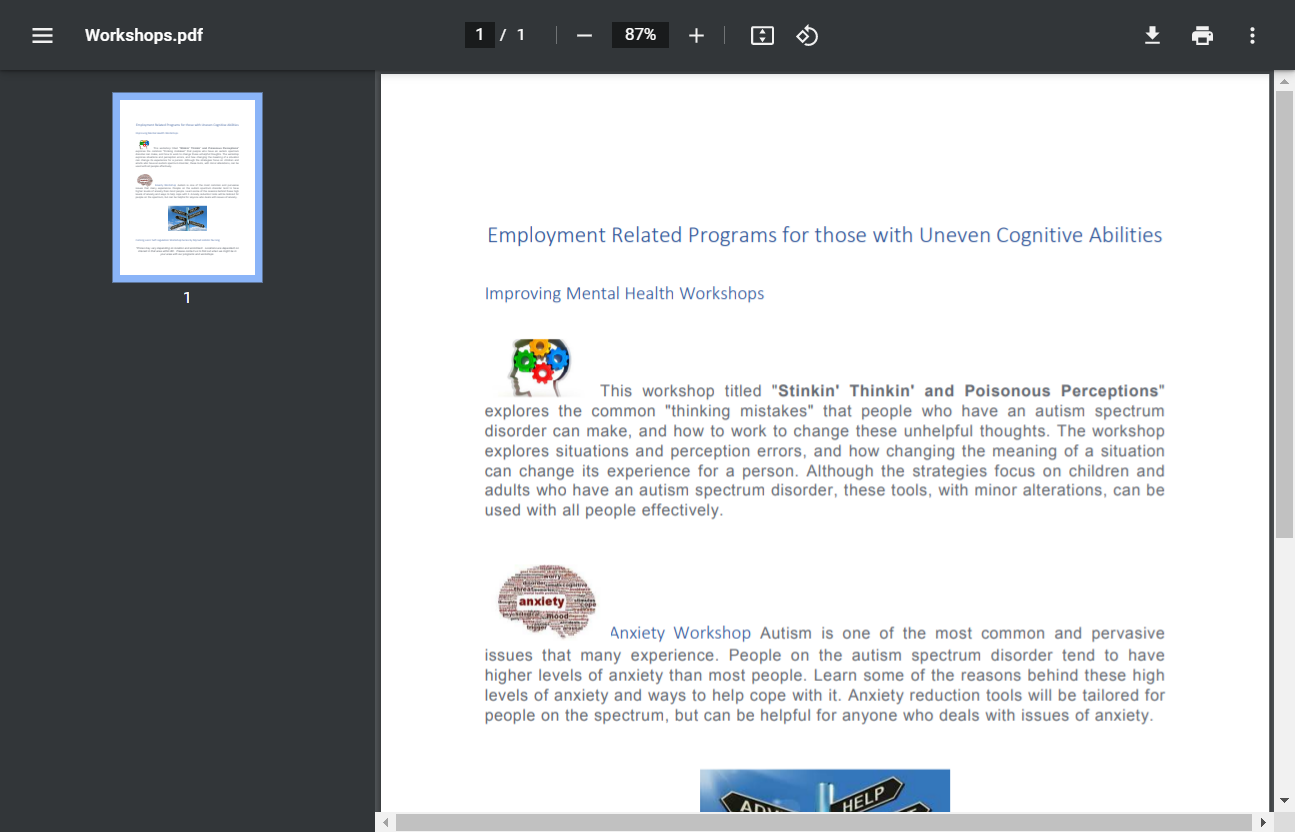 Workshops.pdf
1 / 1
87%
1
Employment Related Programs for those with Uneven Cognitive Abilities
Improving Mental Health Workshops
This workshop titled "Stinkin' Thinkin' and Poisonous Perceptions"
explores the common "thinking mistakes" that people who have an autism spectrum
disorder can make, and how to work to change these unhelpful thoughts. The workshop
explores situations and perception errors, and how changing the meaning of a situation
can change its experience for a person. Although the strategies focus on children and
adults who have an autism spectrum disorder, these tools, with minor alterations, can be
used with all people effectively.
worry
threat
anxiety
cope
mood
trigger
Anxiety Workshop Autism is one of the most common and pervasive
issues that many experience. People on the autism spectrum disorder tend to have
higher levels of anxiety than most people. Learn some of the reasons behind these high
levels of anxiety and ways to help cope with it. Anxiety reduction tools will be tailored for
people on the spectrum, but can be helpful for anyone who deals with issues of anxiety.
HELP